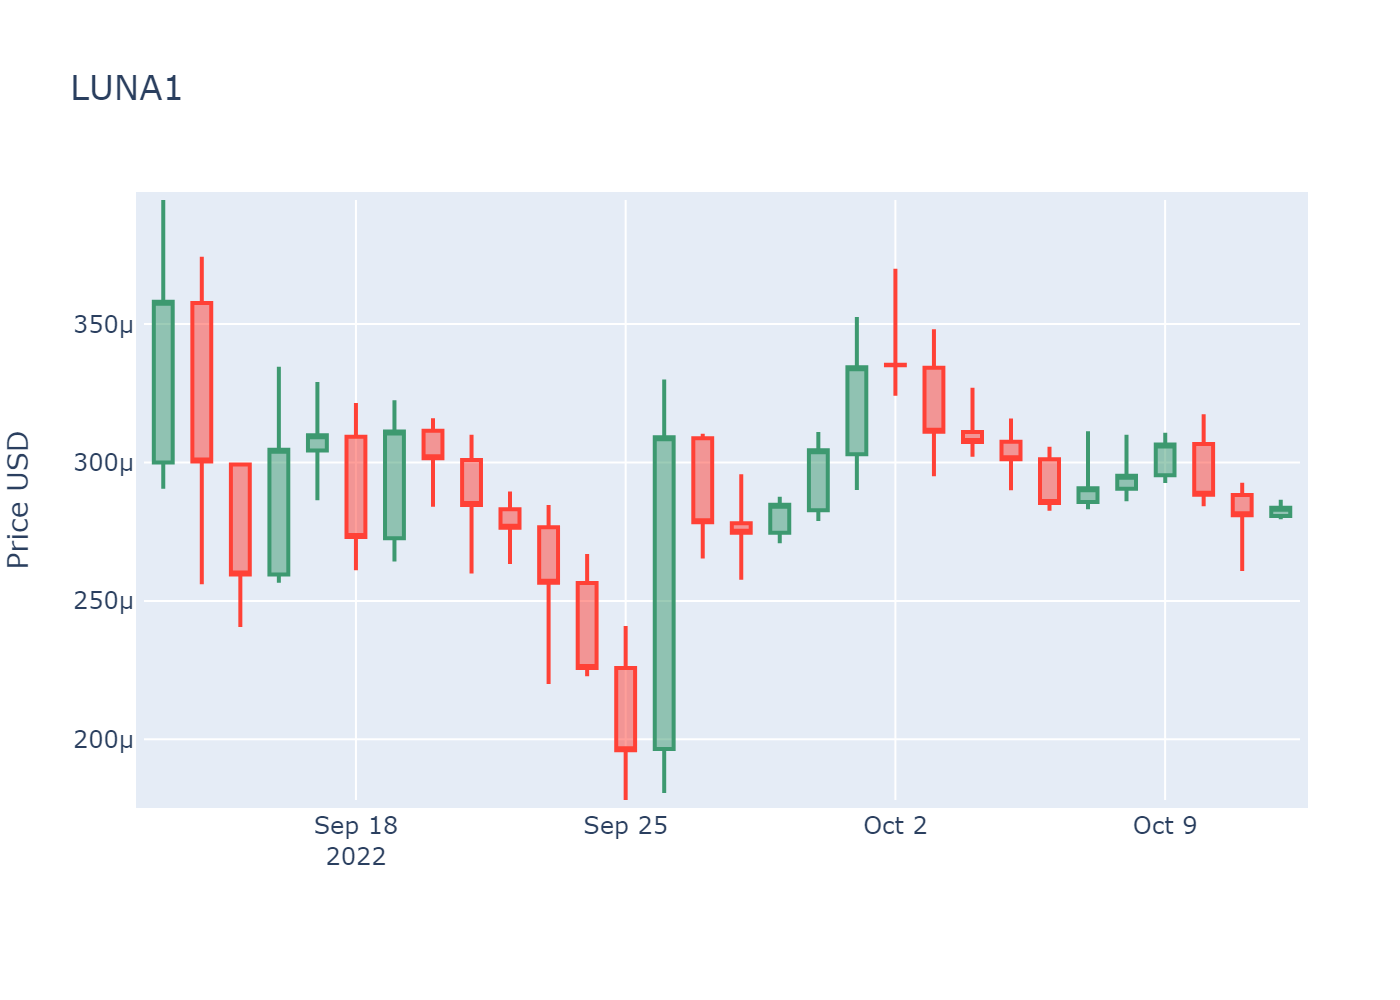 LUNA1
Price USD
350μ
300μ
250μ
200μ
Sep 18
2022
Sep 25
Oct 2
Oct 9